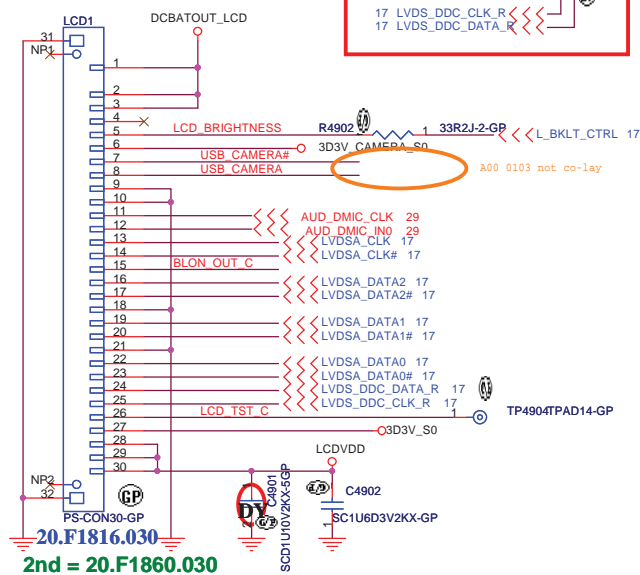 17 LVDS_DDC_CLK_R
17 LVDS_DDC_DATA_R
DCBATOUT_LCD
LCD1
31
NP1
1
2
3
4
5 LCD_BRIGHTNESS R4902 1 33R2J-2-GP L_BKLT_CTRL 17
6 3D3V_CAMERA_S0
7 USB_CAMERA#
8 USB_CAMERA
A00 0103 not co-lay
9
10
11 AUD_DMIC_CLK 29
12 AUD_DMIC_IN0 29
13 LVDSA_CLK 17
14 LVDSA_CLK# 17
15 BLON_OUT_C
16 LVDSA_DATA2 17
17 LVDSA_DATA2# 17
18
19 LVDSA_DATA1 17
20 LVDSA_DATA1# 17
21
22 LVDSA_DATA0 17
23 LVDSA_DATA0# 17
24 LVDS_DDC_DATA_R 17
25 LVDS_DDC_CLK_R 17
26 LCD_TST_C 1 TP4904 TPAD14-GP
27 3D3V_S0
28
29
30
LCDVDD
NP2
32
GP
PS-CON30-GP
20.F1816.030
2nd = 20.F1860.030
DY
C4901
SCD1U10V2KX-5GP
C4902
1
SC1U6D3V2KX-GP